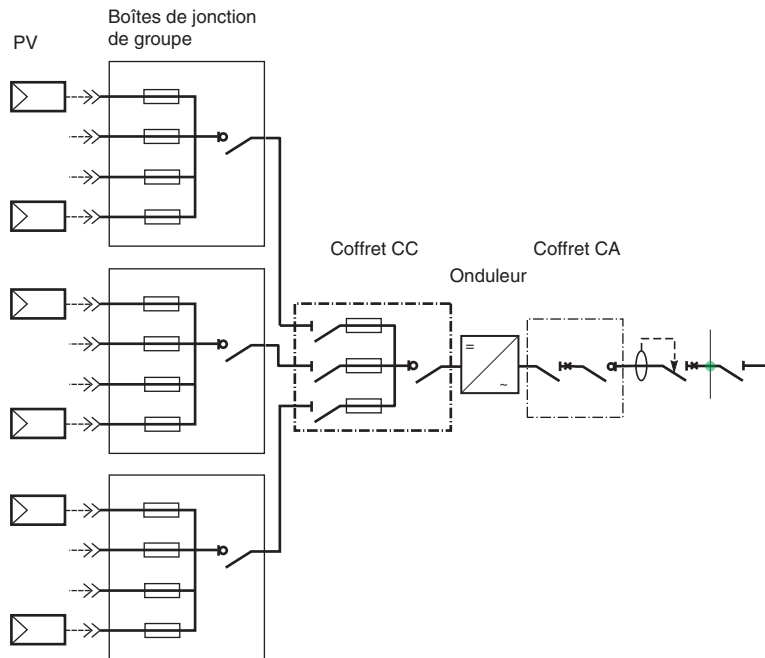 Boîtes de jonction
de groupe
PV
Coffret CC
Coffret CA
Onduleur
=
~